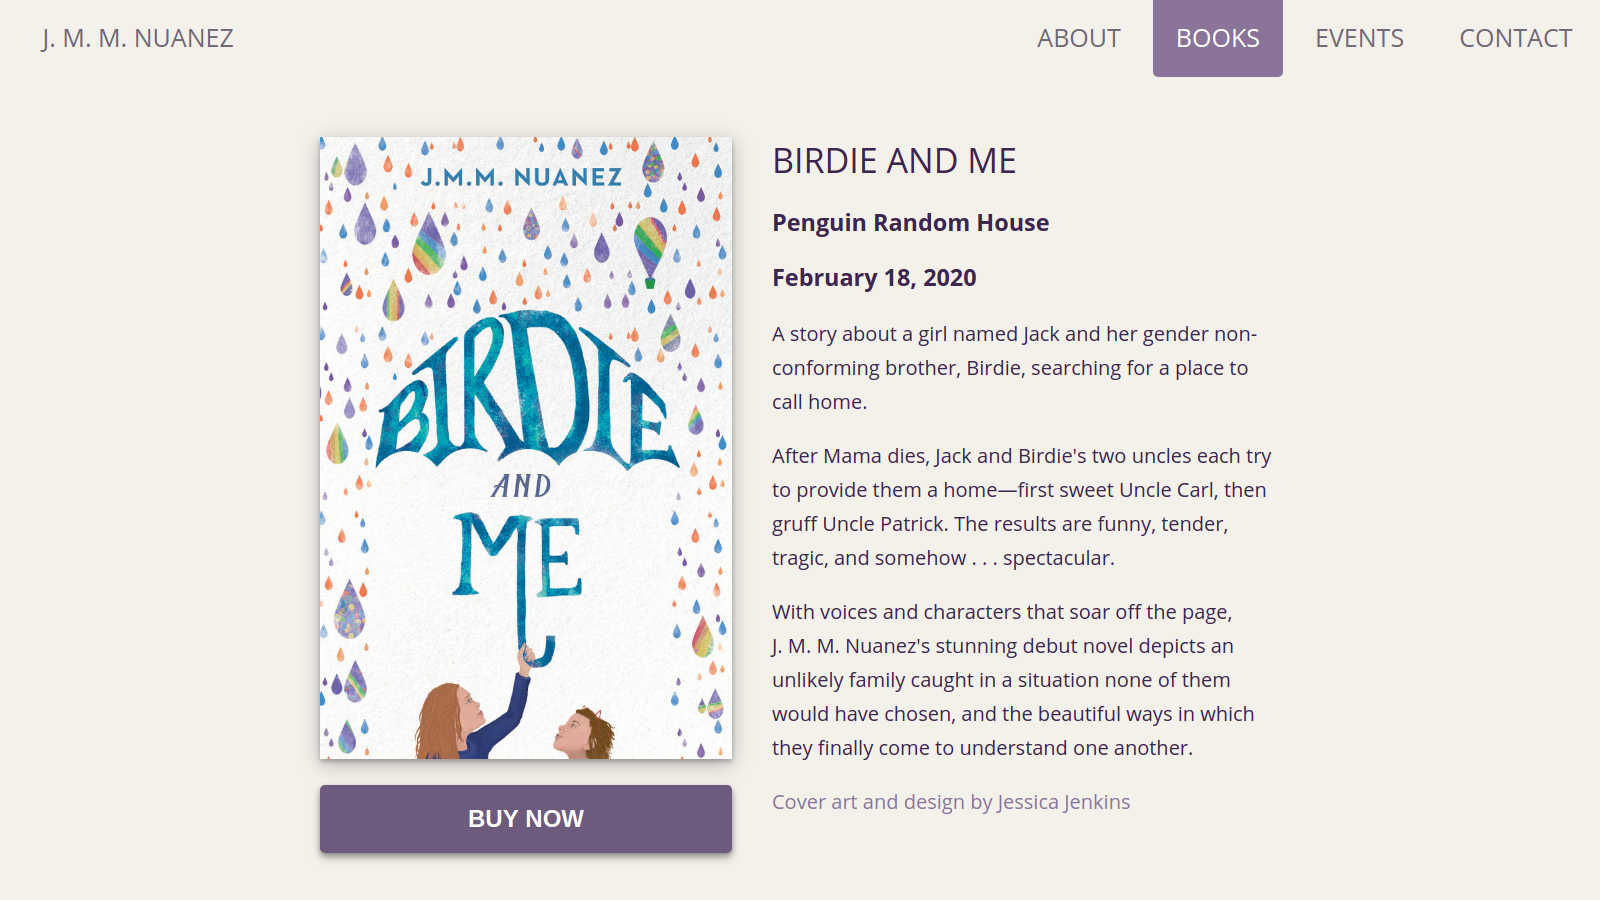 J. M. M. NUANEZ
ABOUT
BOOKS
EVENTS
CONTACT
J.M.M. NUANEZ
BIRDIE
AND
ME
BUY NOW
BIRDIE AND ME
Penguin Random House
February 18, 2020
A story about a girl named Jack and her gender non-
conforming brother, Birdie, searching for a place to
call home.
After Mama dies, Jack and Birdie's two uncles each try
to provide them a home—first sweet Uncle Carl, then
gruff Uncle Patrick. The results are funny, tender,
tragic, and somehow . . . spectacular.
With voices and characters that soar off the page,
J. M. M. Nuanez's stunning debut novel depicts an
unlikely family caught in a situation none of them
would have chosen, and the beautiful ways in which
they finally come to understand one another.
Cover art and design by Jessica Jenkins